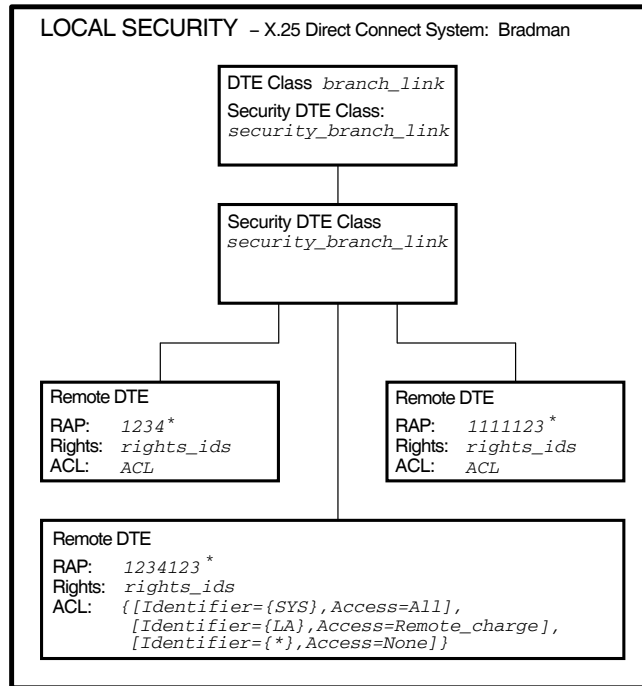 LOCAL SECURITY – X.25 Direct Connect System: Bradman
DTE Class branch_link
Security DTE Class:
security_branch_link
Security DTE Class
security_branch_link
Remote DTE
RAP: 1234*
Rights: rights_ids
ACL: ACL
Remote DTE
RAP: 1111123*
Rights: rights_ids
ACL: ACL
Remote DTE
RAP: 1234123*
Rights: rights_ids
ACL: {[Identifier={SYS},Access=All],
[Identifier={LA},Access=Remote_charge],
[Identifier={*},Access=None]}